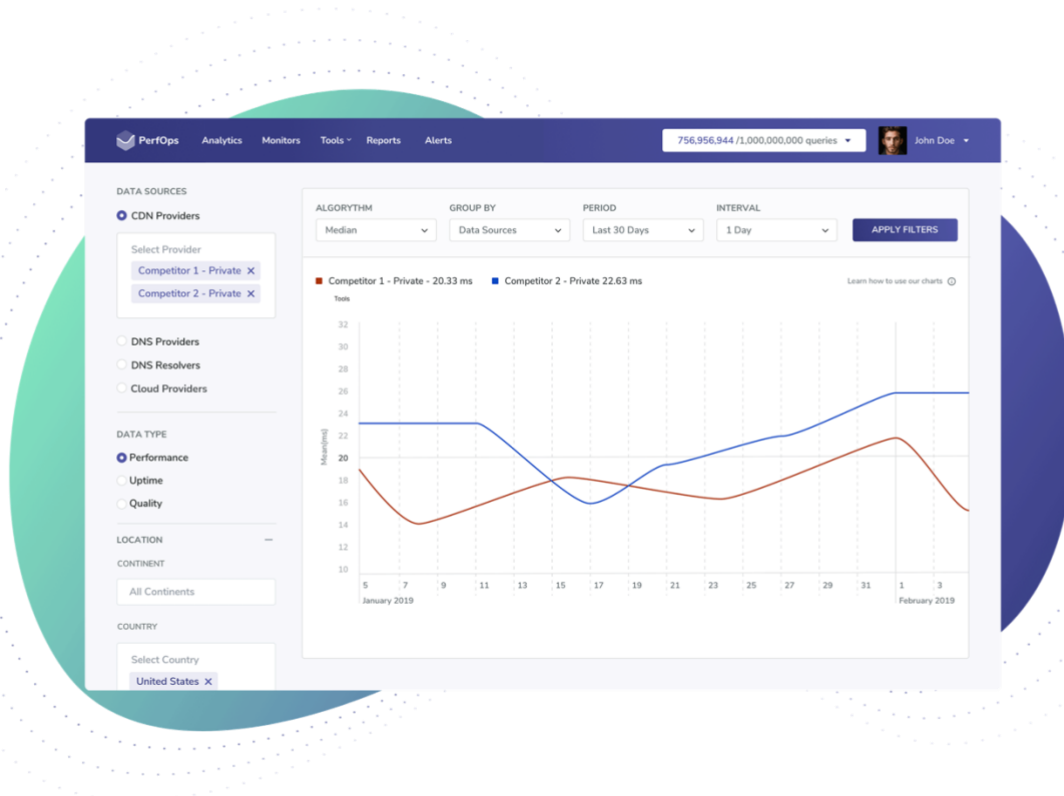 PerfOps Analytics Monitors Tools Reports Alerts 756,956,944 /1,000,000,000 queries John Doe
DATA SOURCES
CDN Providers
Select Provider
Competitor 1 - Private ✕
Competitor 2 - Private ✕
DNS Providers
DNS Resolvers
Cloud Providers
DATA TYPE
Performance
Uptime
Quality
LOCATION
CONTINENT
All Continents
COUNTRY
Select Country
United States ✕
ALGORYTHM GROUP BY PERIOD INTERVAL
Median Data Sources Last 30 Days 1 Day APPLY FILTERS
Competitor 1 - Private - 20.33 ms Competitor 2 - Private 22.63 ms Learn how to use our charts
Tools
Mean(ms)
32
30
28
26
24
22
20
18
16
14
12
10
5 7 9 11 13 15 17 19 21 23 25 27 29 31 1 3
January 2019 February 2019